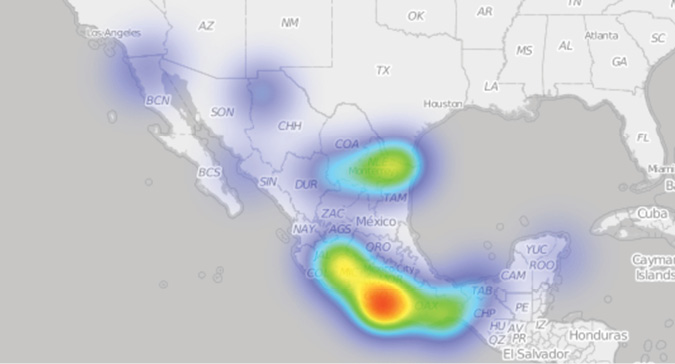 TN
OK
AR
NM
AZ
SC
Los Angeles
Atlanta
MS
AL
GA
TX
LA
BCN
Houston
SON
CHH
FL
COA
Miami
BCS
SIN
DUR
TAM
ZAC
México
Cuba
NAY
AGS
QRO
YUC
ROO
Cayman
Islands
CAM
TAB
PE
CHP
HU
AV
IZ
QZ
PR
Honduras
El Salvador